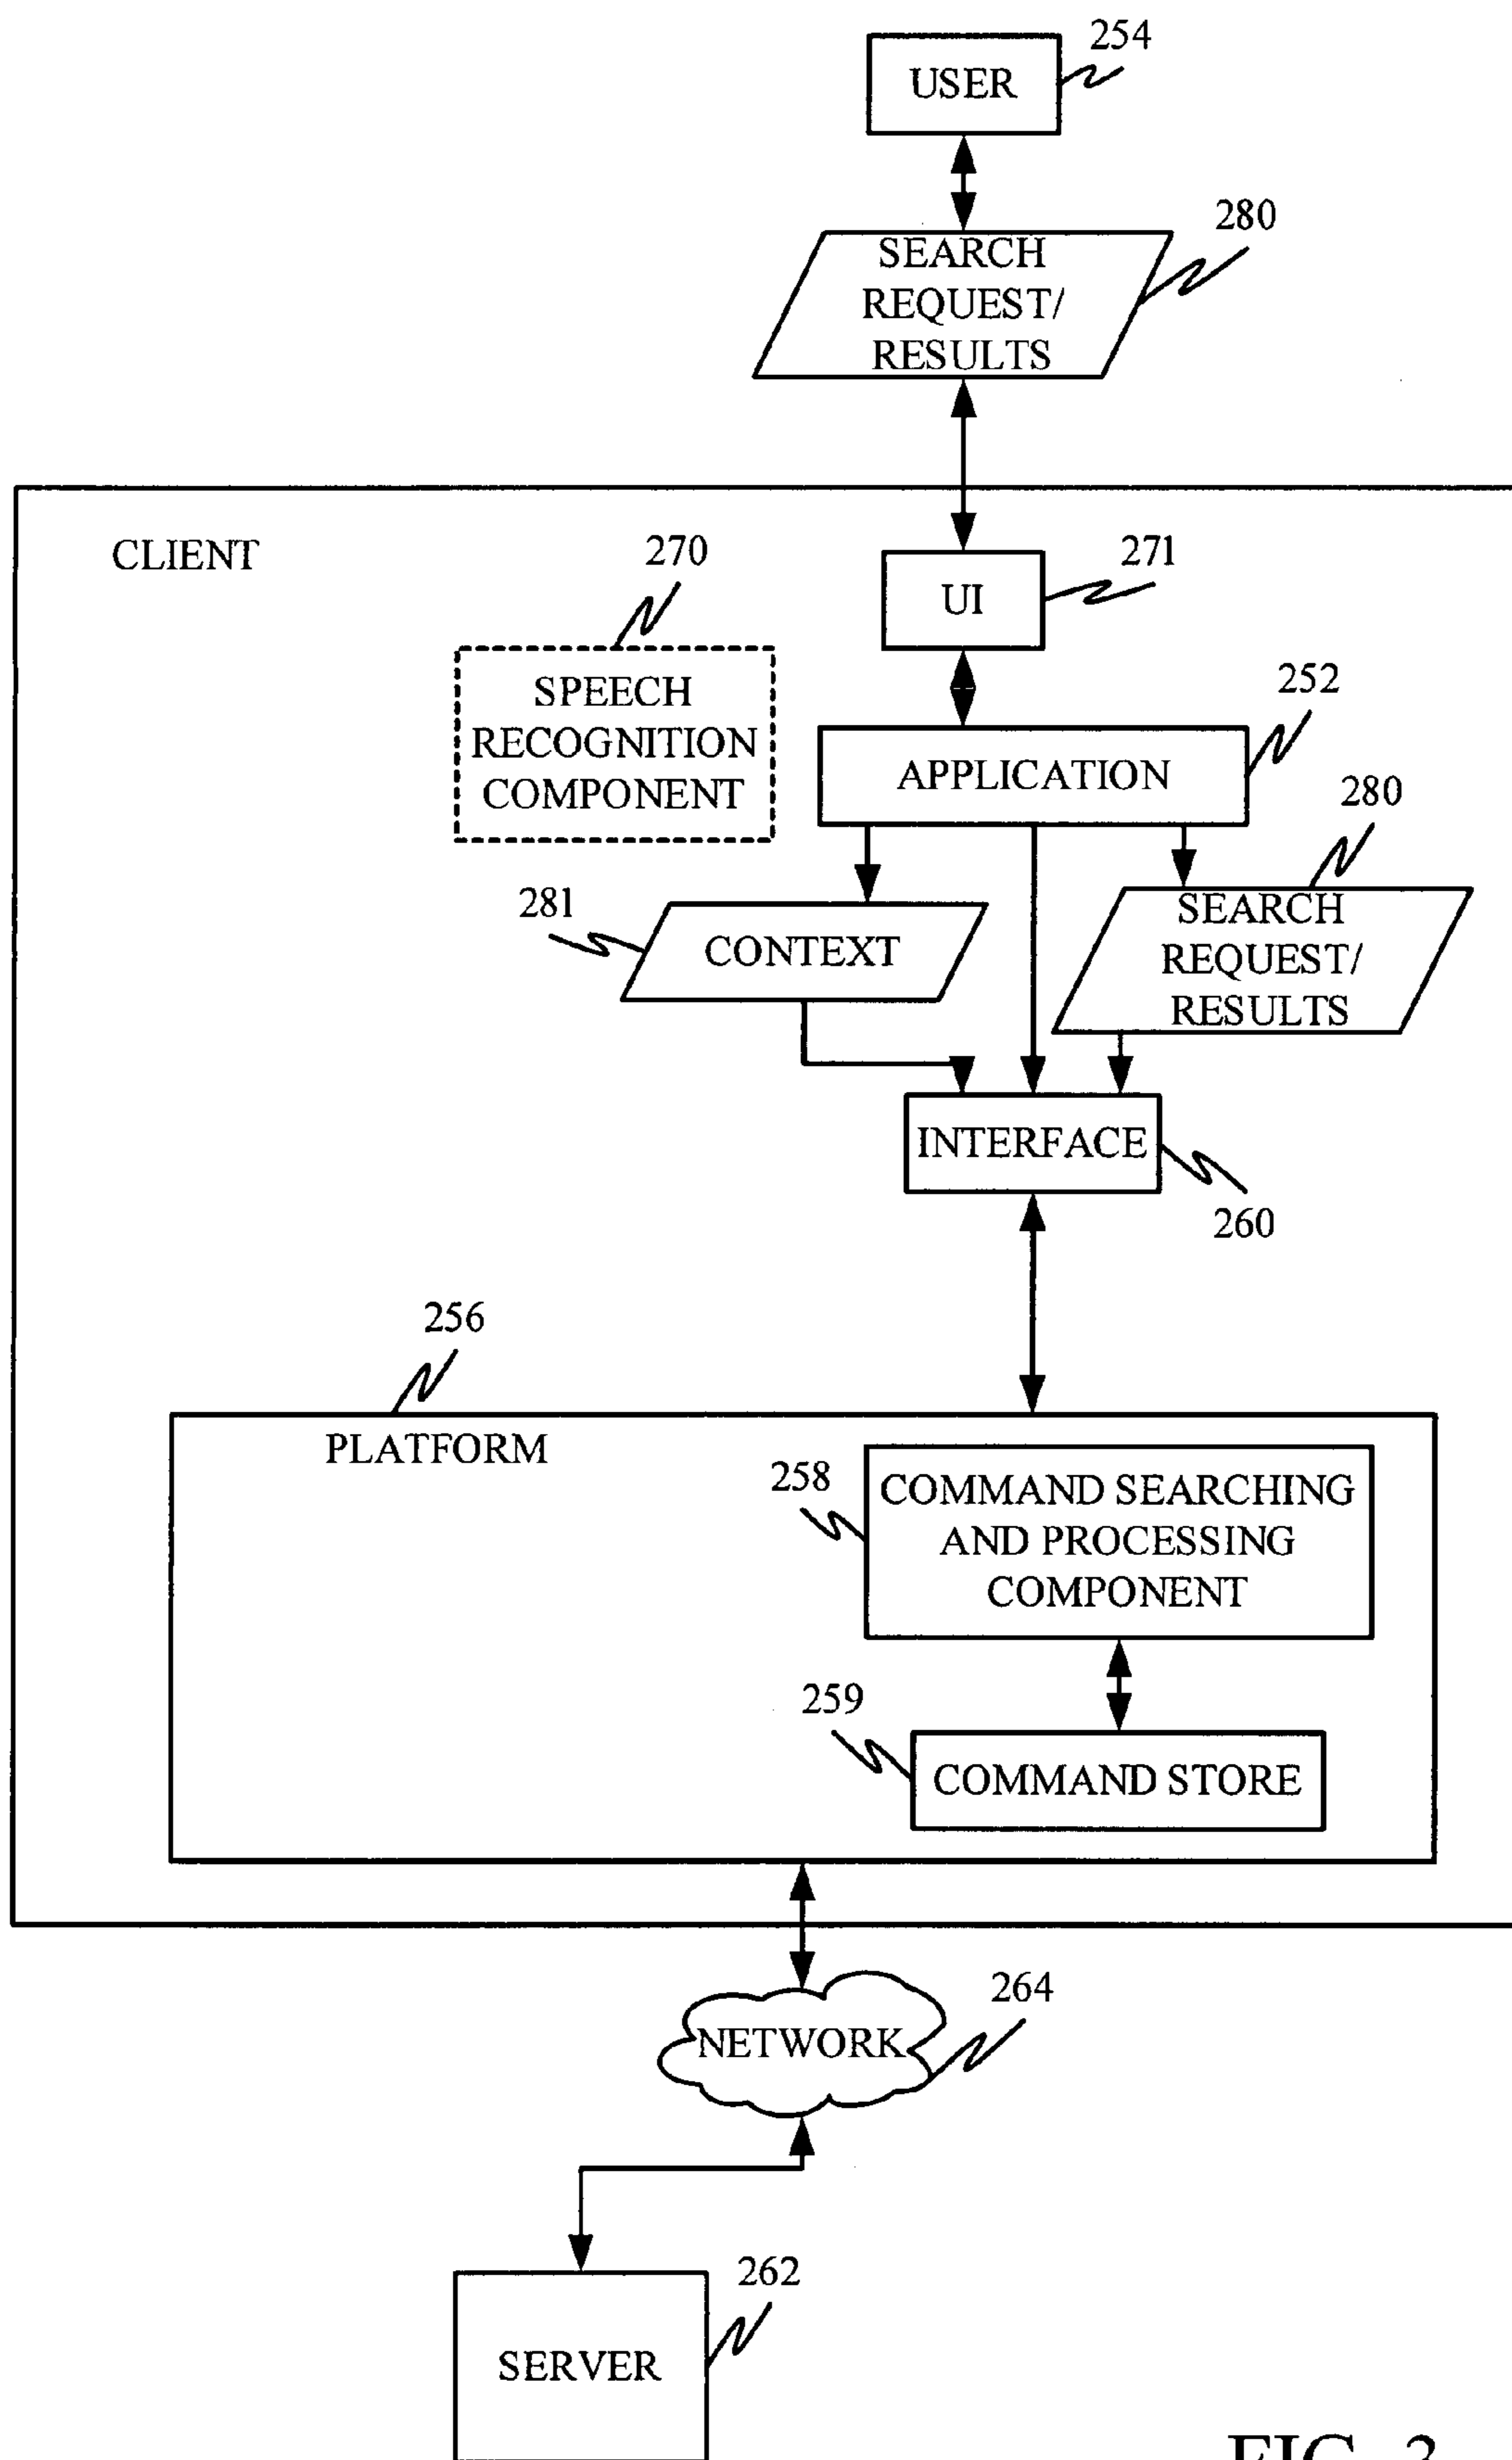 254
USER
280
SEARCH
REQUEST/
RESULTS
CLIENT
270
271
UI
SPEECH
RECOGNITION
COMPONENT
252
APPLICATION
280
281
CONTEXT
SEARCH
REQUEST/
RESULTS
INTERFACE
260
256
PLATFORM
258
COMMAND SEARCHING
AND PROCESSING
COMPONENT
259
COMMAND STORE
264
NETWORK
262
SERVER
FIG. 3